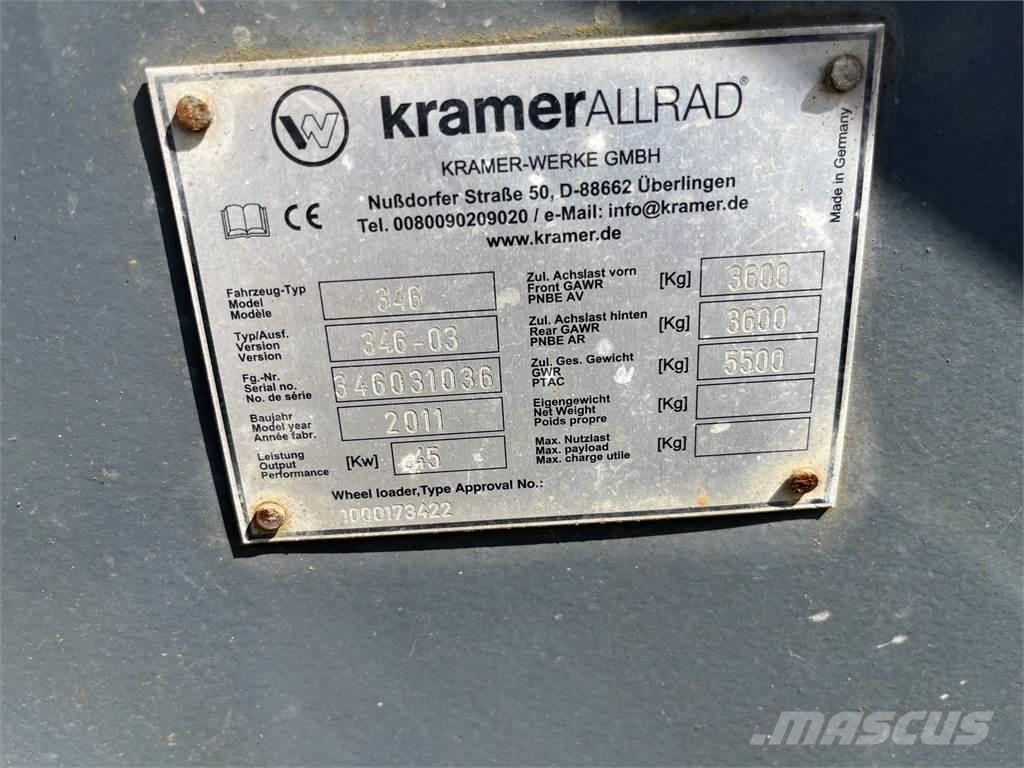 kramerALLRAD®
KRAMER-WERKE GMBH
Nußdorfer Straße 50, D-88662 Überlingen
Tel. 0080090209020 / e-Mail: info@kramer.de
www.kramer.de
CE
Made in Germany
Fahrzeug-Typ
Model
Modèle
346
Typ/Ausf.
Version
Version
346-03
Fg.-Nr.
Serial no.
No. de série
346031036
Baujahr
Model year
Année fabr.
2011
Leistung
Output
Performance
[Kw]
45
Zul. Achslast vorn
Front GAWR
PNBE AV
[Kg]
3600
Zul. Achslast hinten
Rear GAWR
PNBE AR
[Kg]
3600
Zul. Ges. Gewicht
GWR
PTAC
[Kg]
5500
Eigengewicht
Net Weight
Poids propre
[Kg]
Max. Nutzlast
Max. payload
Max. charge utile
[Kg]
Wheel loader,Type Approval No.:
1000173422
MASCUS